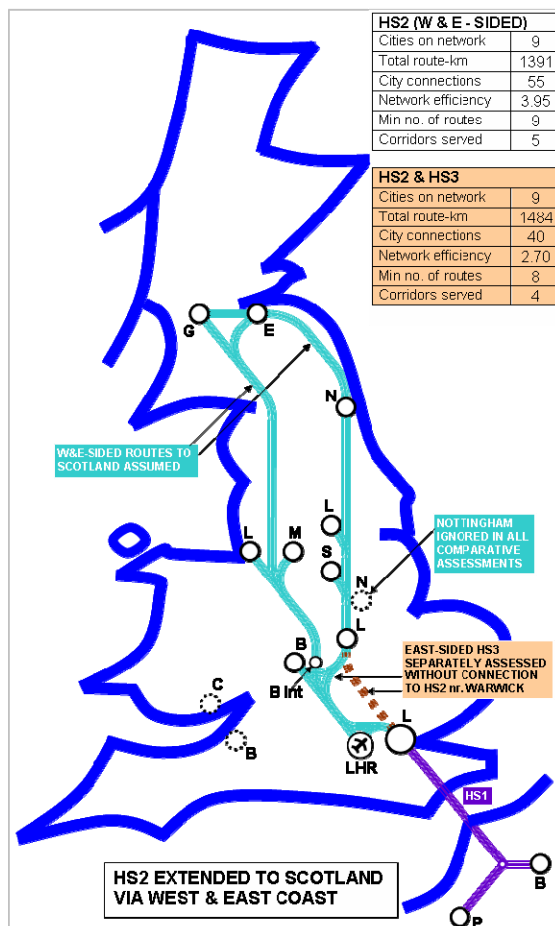 HS2 (W & E - SIDED)
Cities on network 9
Total route-km 1391
City connections 55
Network efficiency 3.95
Min no. of routes 9
Corridors served 5
HS2 & HS3
Cities on network 9
Total route-km 1484
City connections 40
Network efficiency 2.70
Min no. of routes 8
Corridors served 4
G
E
N
W&E-SIDED ROUTES TO
SCOTLAND ASSUMED
L
M
L
S
N
NOTTINGHAM
IGNORED IN ALL
COMPARATIVE
ASSESSMENTS
L
B
B Int
EAST-SIDED HS3
SEPARATELY ASSESSED
WITHOUT CONNECTION
TO HS2 nr. WARWICK
C
B
L
LHR
HS1
B
P
HS2 EXTENDED TO SCOTLAND
VIA WEST & EAST COAST